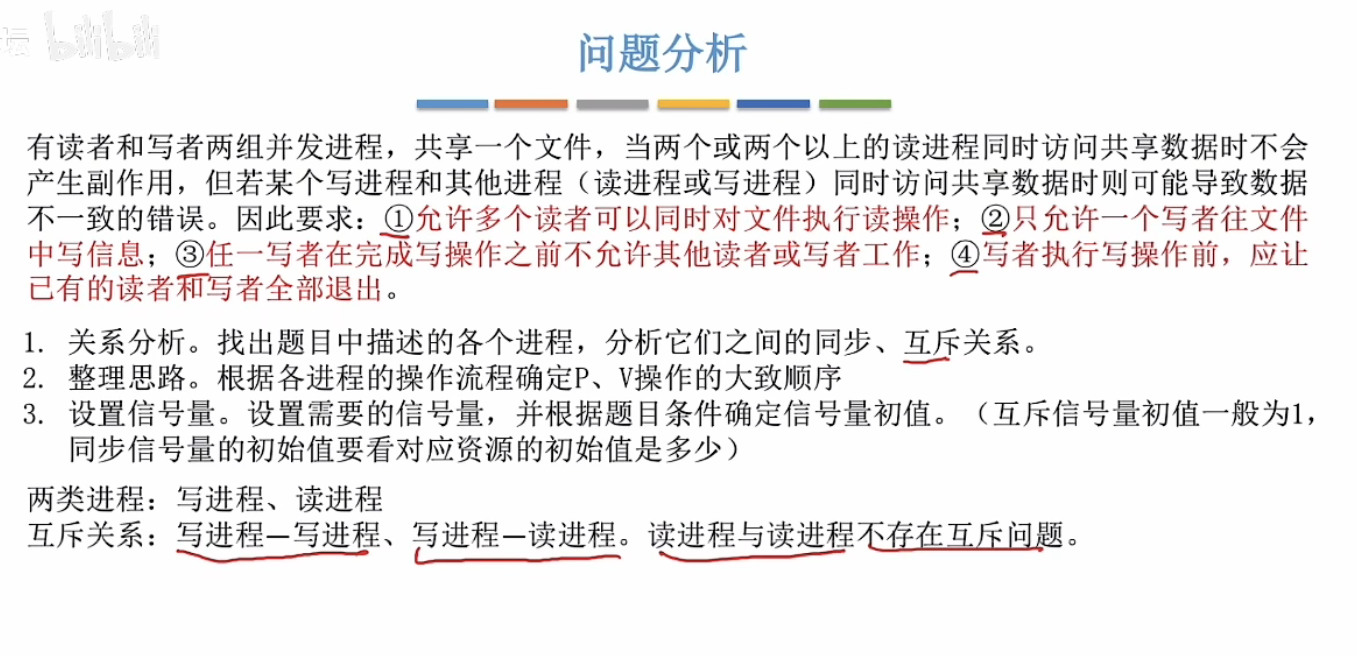 坛 bilibili
问题分析
有读者和写者两组并发进程，共享一个文件，当两个或两个以上的读进程同时访问共享数据时不会
产生副作用，但若某个写进程和其他进程（读进程或写进程）同时访问共享数据时则可能导致数据
不一致的错误。因此要求：①允许多个读者可以同时对文件执行读操作；②只允许一个写者往文件
中写信息；③任一写者在完成写操作之前不允许其他读者或写者工作；④写者执行写操作前，应让
已有的读者和写者全部退出。
1. 关系分析。找出题目中描述的各个进程，分析它们之间的同步、互斥关系。
2. 整理思路。根据各进程的操作流程确定P、V操作的大致顺序
3. 设置信号量。设置需要的信号量，并根据题目条件确定信号量初值。（互斥信号量初值一般为1，
同步信号量的初始值要看对应资源的初始值是多少）
两类进程：写进程、读进程
互斥关系：写进程—写进程、写进程—读进程。读进程与读进程不存在互斥问题。